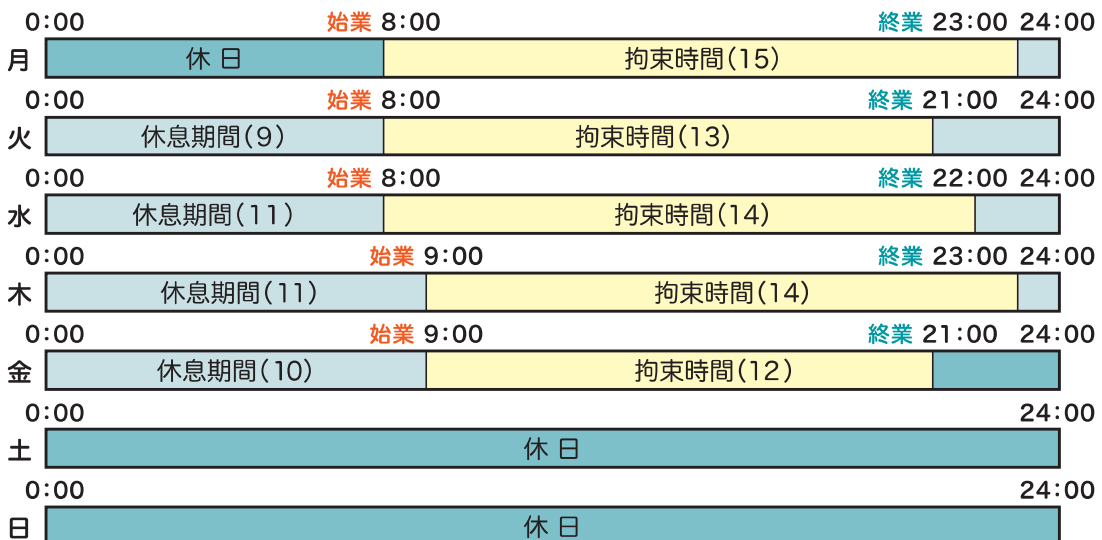 0:00 始業 8:00 終業 23:00 24:00
月 休日 拘束時間(15)
0:00 始業 8:00 終業 21:00 24:00
火 休息期間(9) 拘束時間(13)
0:00 始業 8:00 終業 22:00 24:00
水 休息期間(11) 拘束時間(14)
0:00 始業 9:00 終業 23:00 24:00
木 休息期間(11) 拘束時間(14)
0:00 始業 9:00 終業 21:00 24:00
金 休息期間(10) 拘束時間(12)
0:00 24:00
土 休日
0:00 24:00
日 休日